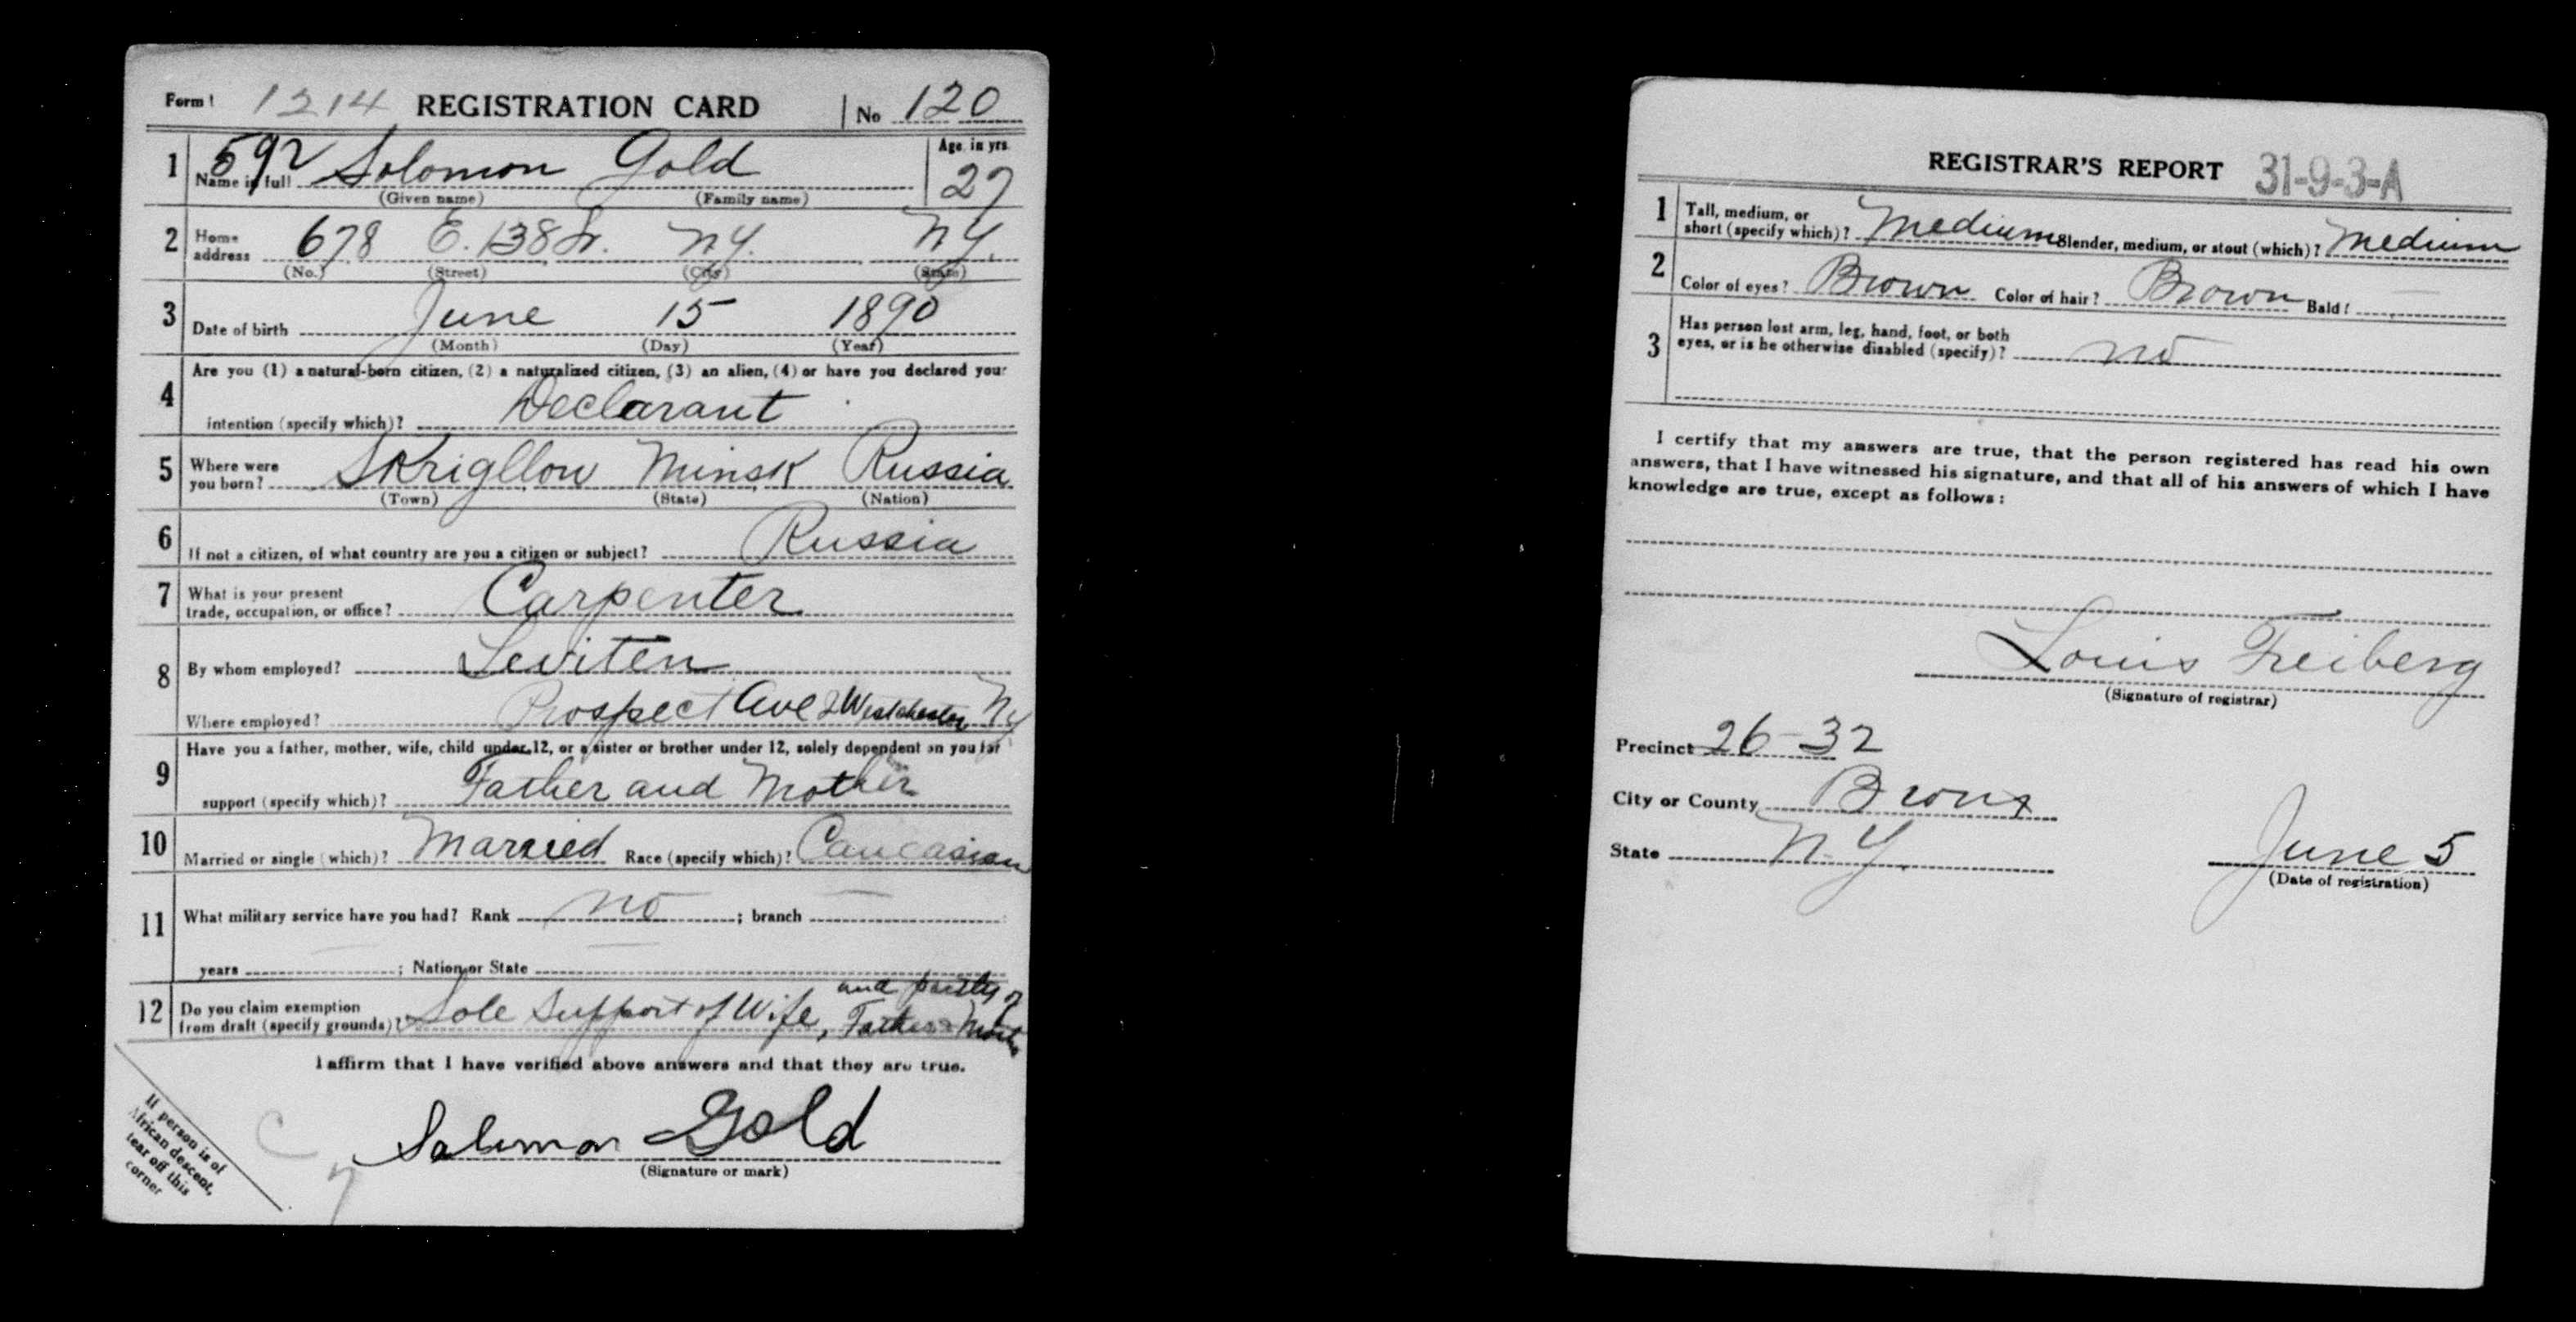 Form 1 1214 REGISTRATION CARD No 120
1 592 Name in full Solomon Gold Age in yrs. 27
(Given name) (Family name)
2 Home address 678 E. 138 St. N.Y. N.Y.
(No.) (Street) (City) (State)
3 Date of birth June 15 1890
(Month) (Day) (Year)
4 Are you (1) a natural-born citizen, (2) a naturalized citizen, (3) an alien, (4) or have you declared your
intention (specify which)? Declarant
5 Where were you born? Skrigllow Minsk Russia
(Town) (State) (Nation)
6 If not a citizen, of what country are you a citizen or subject? Russia
7 What is your present trade, occupation, or office? Carpenter
8 By whom employed? Leviten
Where employed? Prospect Ave & Westchester Ny
9 Have you a father, mother, wife, child under 12, or a sister or brother under 12, solely dependent on you for
support (specify which)? Father and Mother
10 Married or single (which)? Married Race (specify which)? Caucasian
11 What military service have you had? Rank no ; branch —
years — ; Nation or State —
12 Do you claim exemption from draft (specify grounds)? Sole Support of Wife, and partly of Father & Mother
I affirm that I have verified above answers and that they are true.
C 7
Solomon Gold
(Signature or mark)
If person is of
African descent,
tear off this
corner
REGISTRAR'S REPORT 31-9-3-A
1 Tall, medium, or short (specify which)? Medium Slender, medium, or stout (which)? Medium
2 Color of eyes? Brown Color of hair? Brown Bald? —
3 Has person lost arm, leg, hand, foot, or both
eyes, or is he otherwise disabled (specify)? no
I certify that my answers are true, that the person registered has read his own
answers, that I have witnessed his signature, and that all of his answers of which I have
knowledge are true, except as follows:
Louis Freiberg
(Signature of registrar)
Precinct 26-32
City or County Bronx
State N.Y. June 5
(Date of registration)